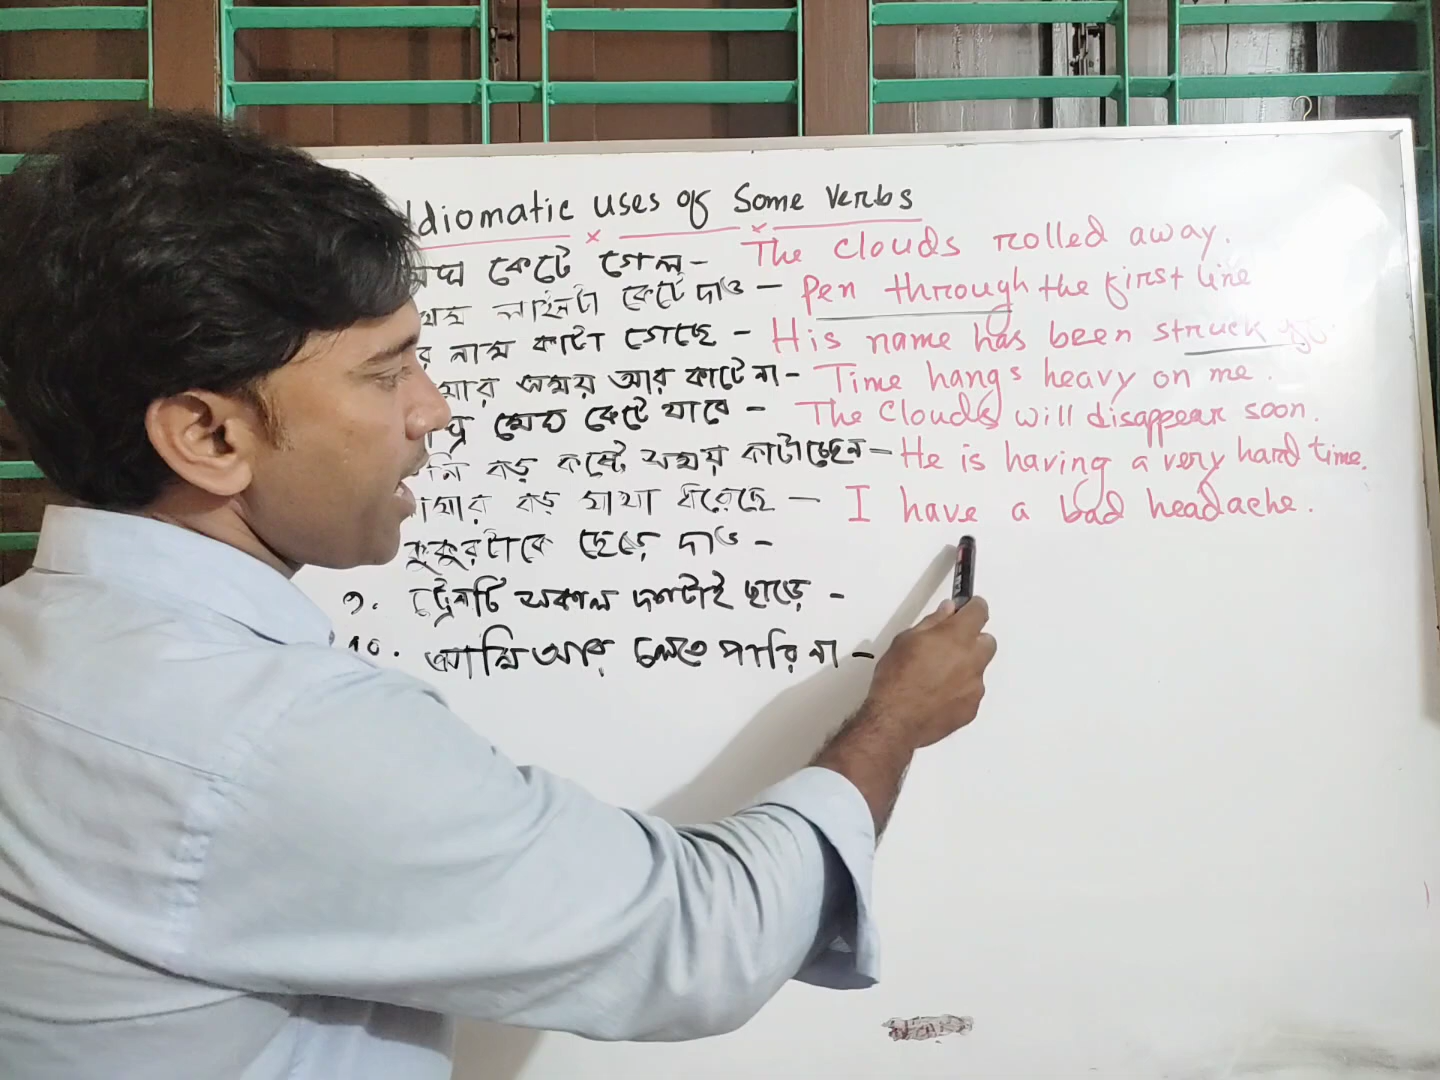 Idiomatic uses of Some Verbs
কেটে গেল- The Clouds rolled away.
লাইনটা কেটে দাও - Pen through the first line
নাম কাটা গেছে - His name has been struck
সময় আর কাটে না- Time hangs heavy on me.
মেঘ কেটে যাবে - The Clouds will disappear soon.
বড় কষ্টে সময় কাটাচ্ছেন- He is having a very hard time.
বড় মাথা ধরেছে - I have a bad headache.
কুকুরটাকে ছেড়ে দাও -
৯. ট্রেনটি সকাল দশটাই ছাড়ে -
১০. আমি আর চলতে পারি না -